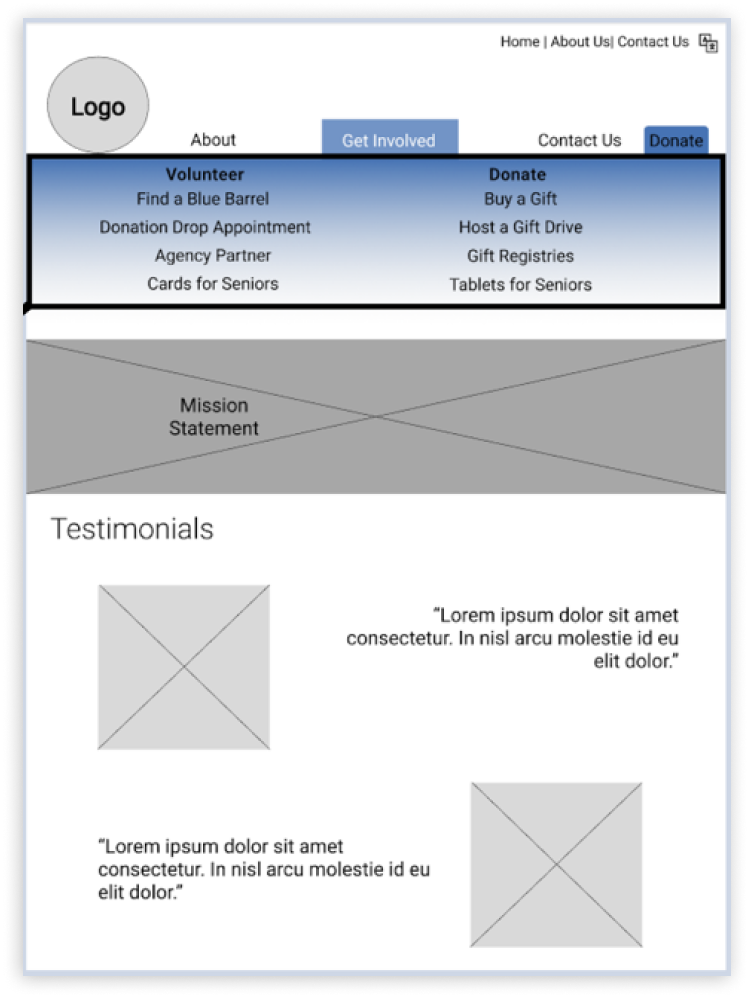 Home | About Us| Contact Us
Logo
About
Get Involved
Contact Us
Donate
Volunteer
Find a Blue Barrel
Donation Drop Appointment
Agency Partner
Cards for Seniors
Donate
Buy a Gift
Host a Gift Drive
Gift Registries
Tablets for Seniors
Mission
Statement
Testimonials
“Lorem ipsum dolor sit amet
consectetur. In nisl arcu molestie id eu
elit dolor.”
“Lorem ipsum dolor sit amet
consectetur. In nisl arcu molestie id eu
elit dolor.”